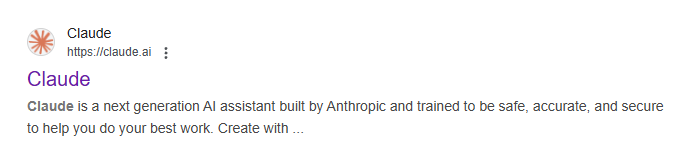 Claude
https://claude.ai
Claude
Claude is a next generation AI assistant built by Anthropic and trained to be safe, accurate, and secure
to help you do your best work. Create with ...